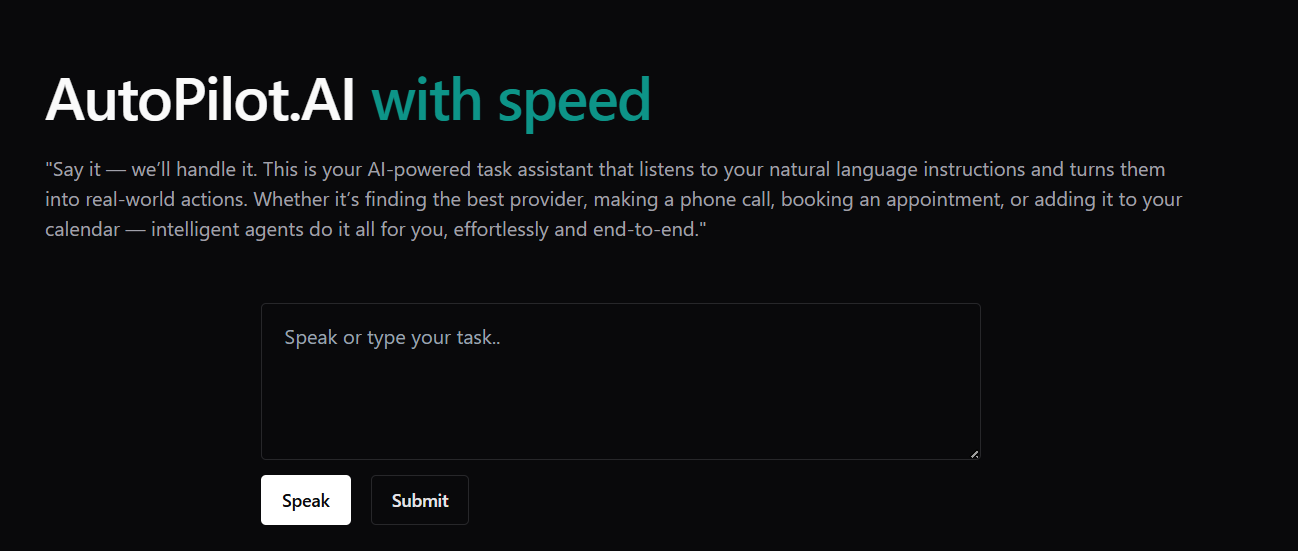 AutoPilot.AI with speed
"Say it — we’ll handle it. This is your AI-powered task assistant that listens to your natural language instructions and turns them
into real-world actions. Whether it’s finding the best provider, making a phone call, booking an appointment, or adding it to your
calendar — intelligent agents do it all for you, effortlessly and end-to-end."
Speak or type your task..
Speak
Submit